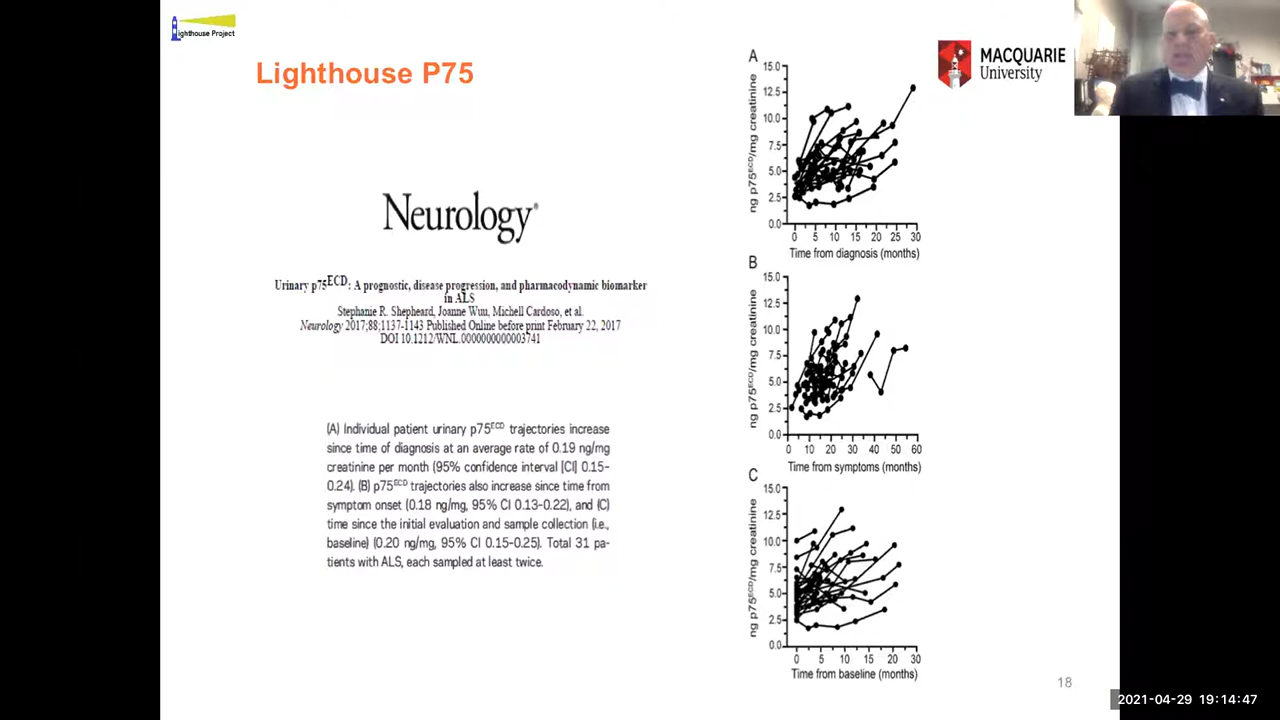 Lighthouse Project
Lighthouse P75
MACQUARIE
University
Neurology®
Urinary p75ECD: A prognostic, disease progression, and pharmacodynamic biomarker
in ALS
Stephanie R. Shepheard, Joanne Wuu, Michell Cardoso, et al.
Neurology 2017;88;1137-1143 Published Online before print February 22, 2017
DOI 10.1212/WNL.0000000000003741
(A) Individual patient urinary p75ECD trajectories increase
since time of diagnosis at an average rate of 0.19 ng/mg
creatinine per month (95% confidence interval [CI] 0.15–
0.24). (B) p75ECD trajectories also increase since time from
symptom onset (0.18 ng/mg, 95% CI 0.13-0.22), and (C)
time since the initial evaluation and sample collection (i.e.,
baseline) (0.20 ng/mg, 95% CI 0.15-0.25). Total 31 pa-
tients with ALS, each sampled at least twice.
A
ng p75ECD/mg creatinine
15.0
12.5
10.0
7.5
5.0
2.5
0.0
0 5 10 15 20 25 30
Time from diagnosis (months)
B
ng p75ECD/mg creatinine
15.0
12.5
10.0
7.5
5.0
2.5
0.0
0 10 20 30 40 50 60
Time from symptoms (months)
C
ng p75ECD/mg creatinine
15.0
12.5
10.0
7.5
5.0
2.5
0.0
0 5 10 15 20 25 30
Time from baseline (months)
18
2021-04-29 19:14:47